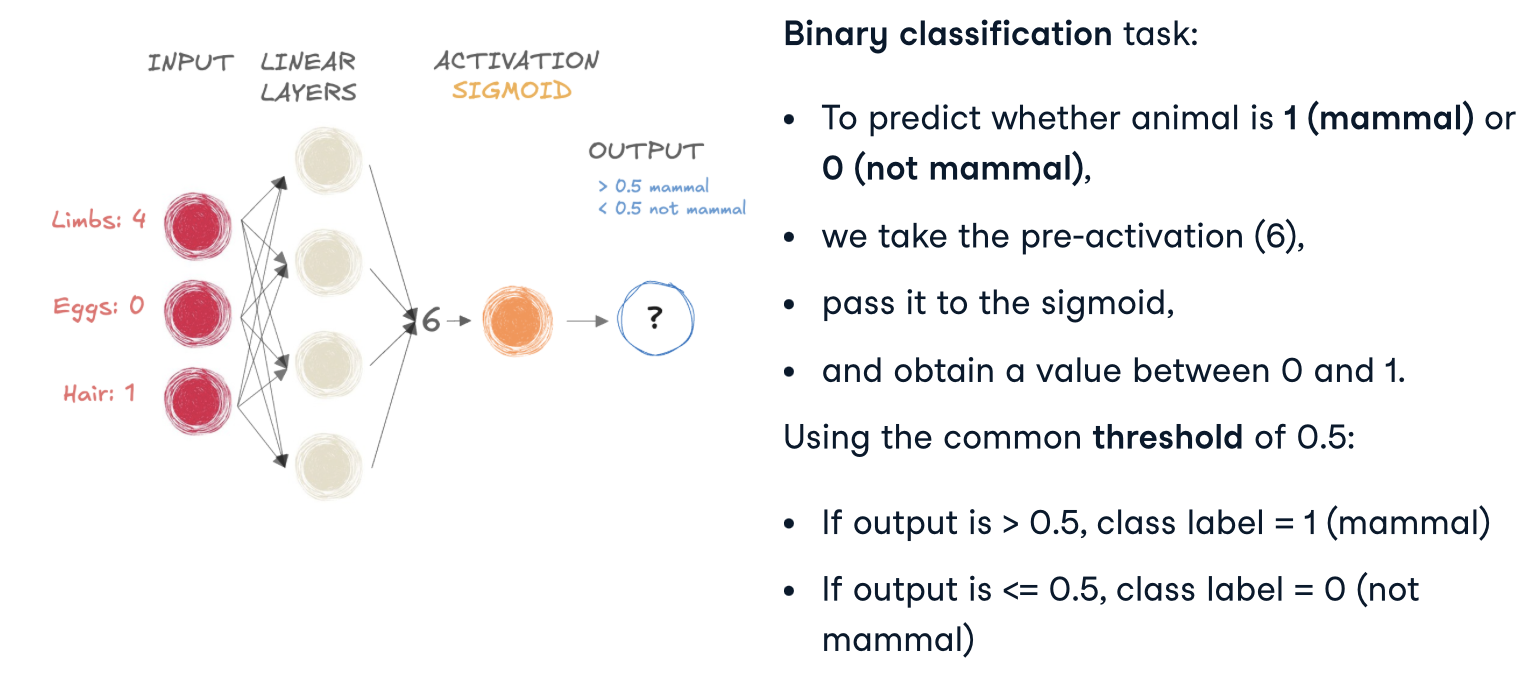 INPUT
LINEAR
LAYERS
ACTIVATION
SIGMOID
OUTPUT
> 0.5 mammal
< 0.5 not mammal
Limbs: 4
Eggs: 0
Hair: 1
6
?
Binary classification task:
• To predict whether animal is 1 (mammal) or
0 (not mammal),
• we take the pre-activation (6),
• pass it to the sigmoid,
• and obtain a value between 0 and 1.
Using the common threshold of 0.5:
• If output is > 0.5, class label = 1 (mammal)
• If output is <= 0.5, class label = 0 (not
mammal)